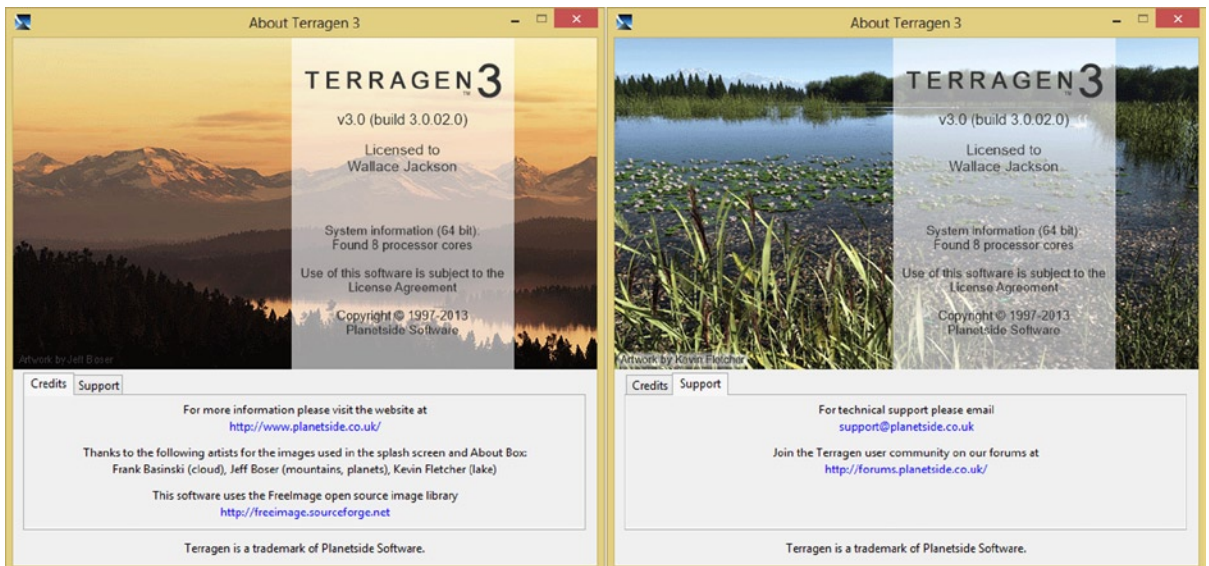 About Terragen 3
TERRAGEN™3
v3.0 (build 3.0.02.0)
Licensed to
Wallace Jackson
System information (64 bit):
Found 8 processor cores
Use of this software is subject to the
License Agreement
Copyright © 1997-2013
Planetside Software
Artwork by Jeff Boser
Credits Support
For more information please visit the website at
http://www.planetside.co.uk/
Thanks to the following artists for the images used in the splash screen and About Box:
Frank Basinski (cloud), Jeff Boser (mountains, planets), Kevin Fletcher (lake)
This software uses the FreeImage open source image library
http://freeimage.sourceforge.net
Terragen is a trademark of Planetside Software.
About Terragen 3
TERRAGEN™3
v3.0 (build 3.0.02.0)
Licensed to
Wallace Jackson
System information (64 bit):
Found 8 processor cores
Use of this software is subject to the
License Agreement
Copyright © 1997-2013
Planetside Software
Artwork by Kevin Fletcher
Credits Support
For technical support please email
support@planetside.co.uk
Join the Terragen user community on our forums at
http://forums.planetside.co.uk/
Terragen is a trademark of Planetside Software.